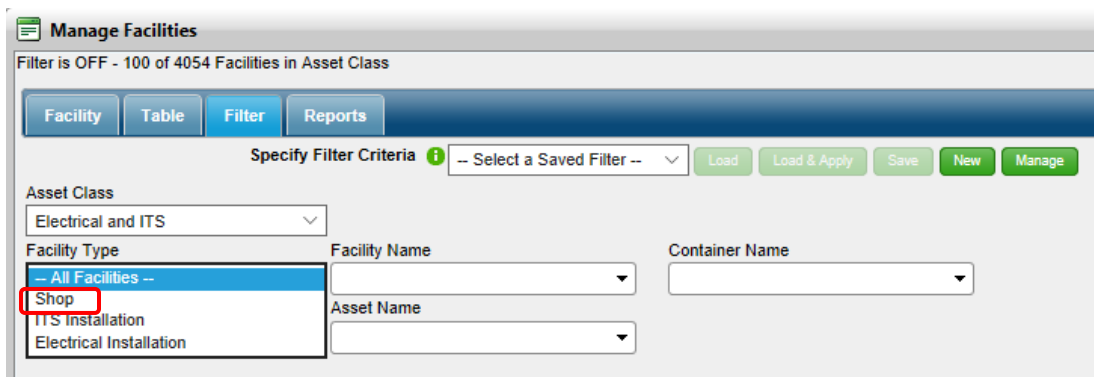 Manage Facilities
Filter is OFF - 100 of 4054 Facilities in Asset Class
Facility Table Filter Reports
Specify Filter Criteria i -- Select a Saved Filter -- Load Load & Apply Save New Manage
Asset Class
Electrical and ITS
Facility Type Facility Name Container Name
-- All Facilities --
Shop Asset Name
ITS Installation
Electrical Installation